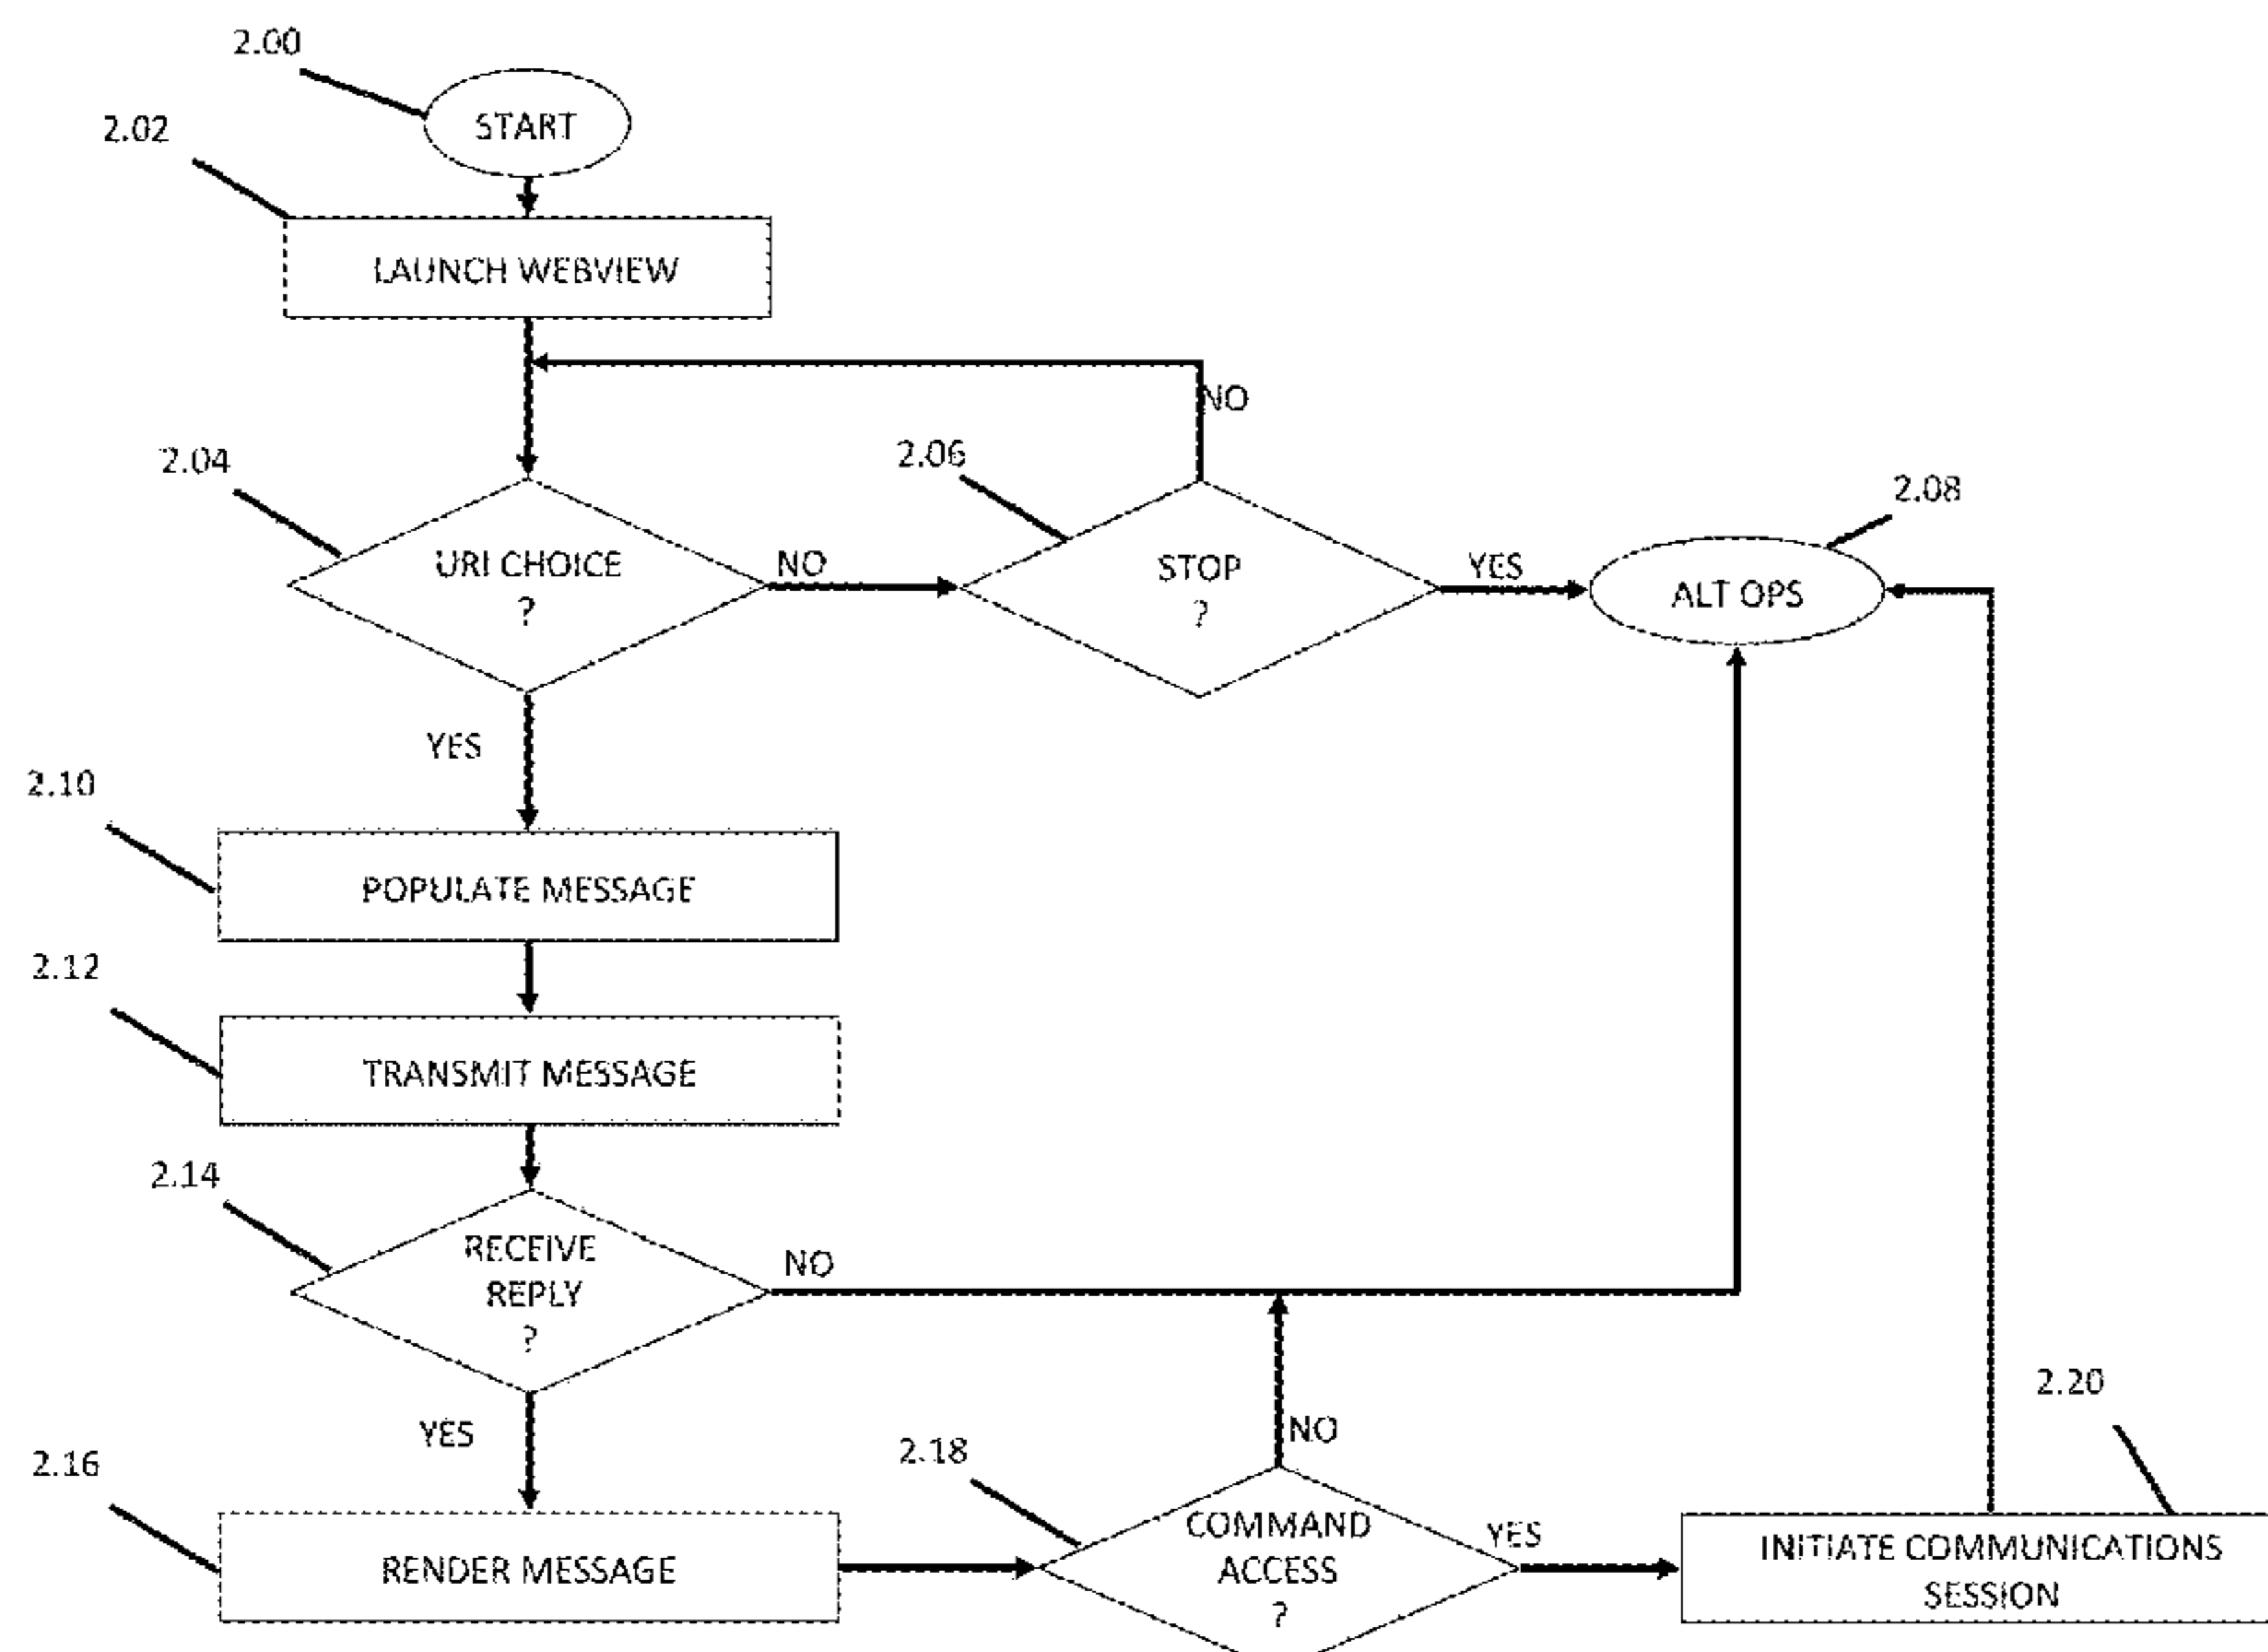 2.00
START
2.02
LAUNCH WEBVIEW
NO
2.04
2.06
2.08
URI CHOICE
?
NO
STOP
?
YES
ALT OPS
YES
2.10
POPULATE MESSAGE
2.12
TRANSMIT MESSAGE
2.14
RECEIVE
REPLY
?
NO
YES
2.16
RENDER MESSAGE
NO
2.18
COMMAND
ACCESS
?
YES
2.20
INITIATE COMMUNICATIONS
SESSION